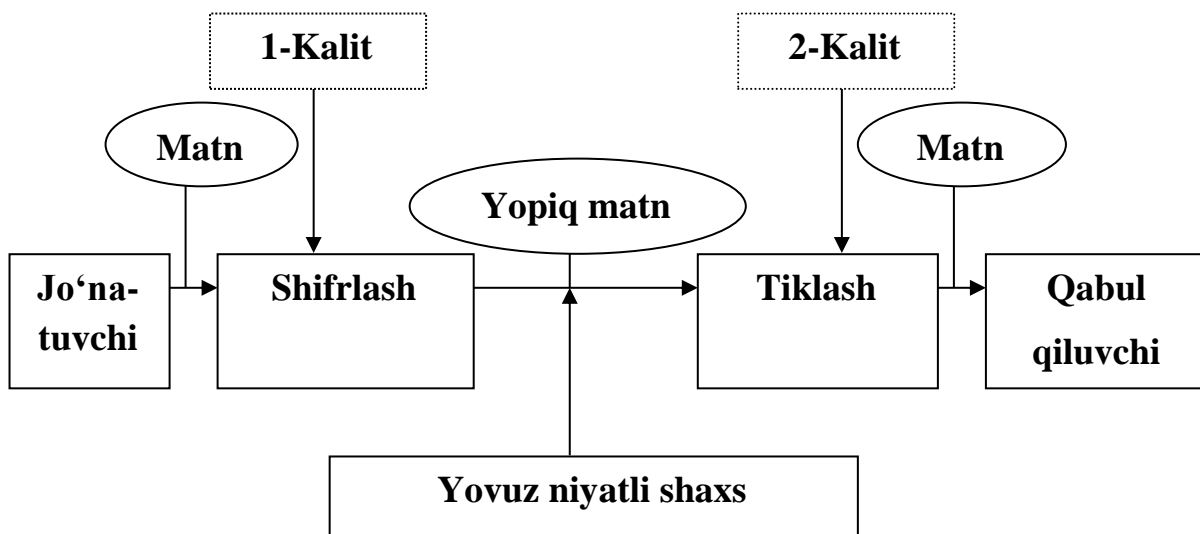 1-Kalit
2-Kalit
Matn
Matn
Yopiq matn
Jo‘na-
tuvchi
Shifrlash
Tiklash
Qabul
qiluvchi
Yovuz niyatli shaxs